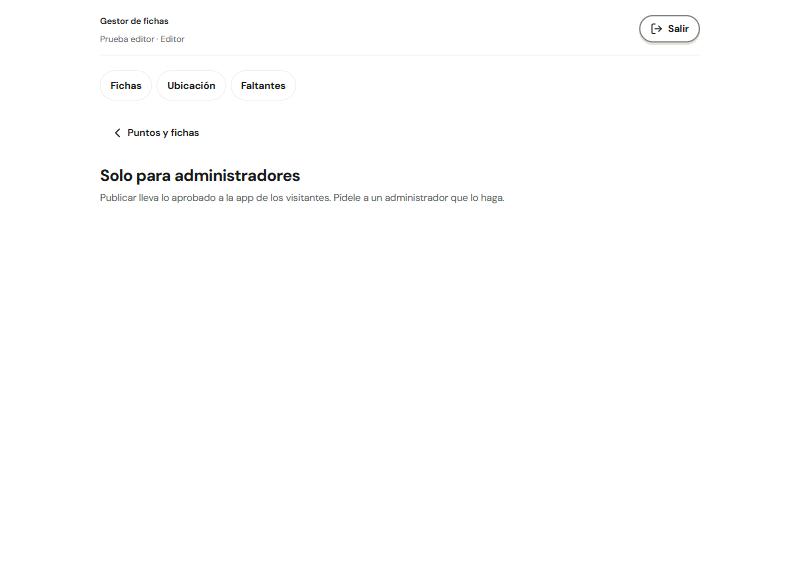 Gestor de fichas
Prueba editor · Editor
Salir
Fichas
Ubicación
Faltantes
Puntos y fichas
Solo para administradores
Publicar lleva lo aprobado a la app de los visitantes. Pídele a un administrador que lo haga.